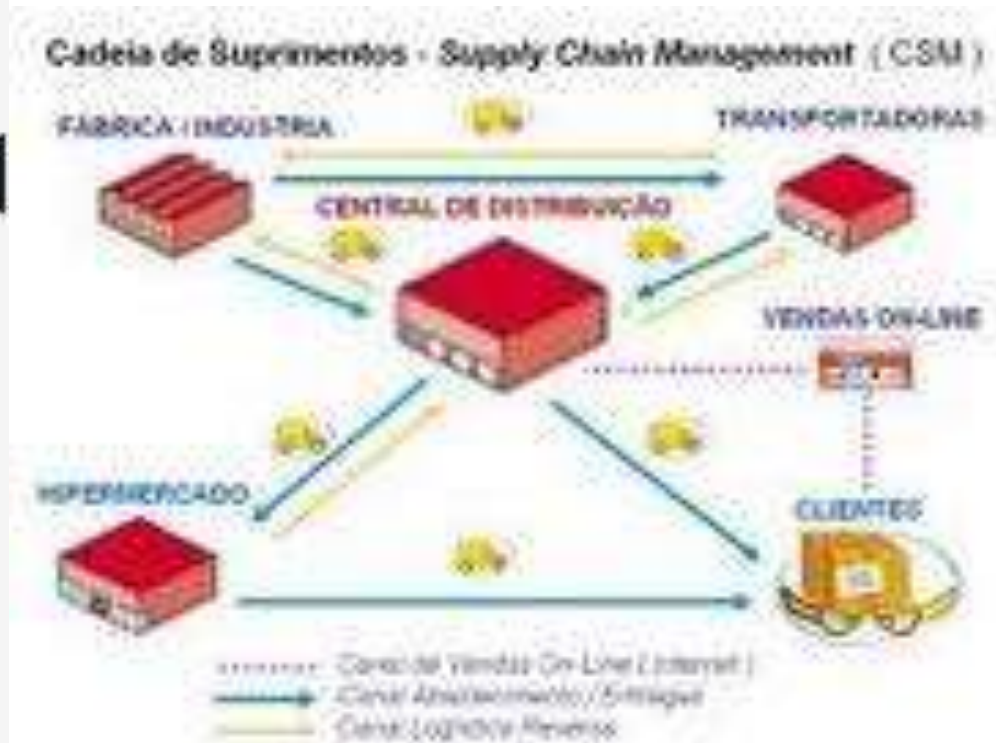 Cadeia de Suprimentos - Supply Chain Management ( CSM )
FÁBRICA / INDÚSTRIA
TRANSPORTADORAS
CENTRAL DE DISTRIBUIÇÃO
VENDAS ON-LINE
HIPERMERCADO
CLIENTES
Canal de Vendas On-Line ( Internet )
Canal Abastecimento / Entregas
Canal Logística Reversa